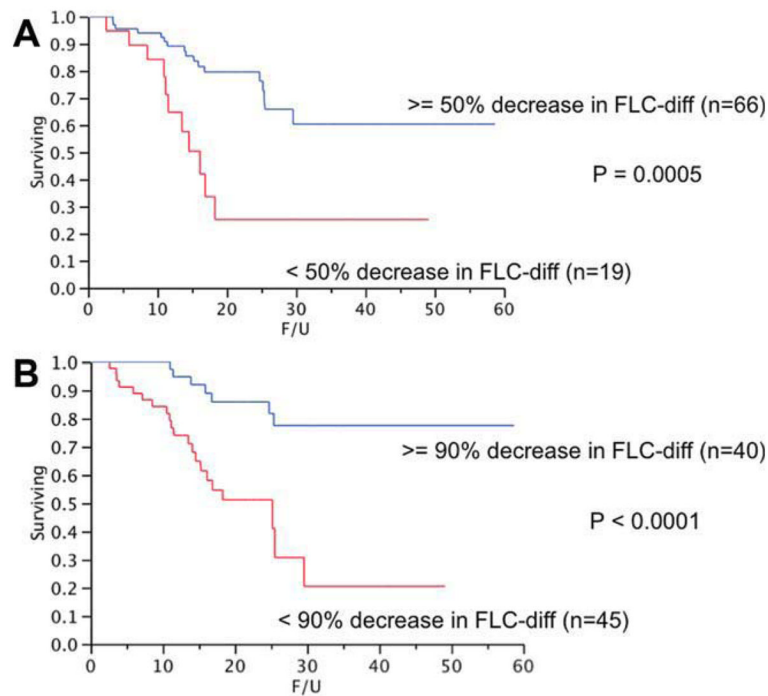 A
1.0
0.9
0.8
0.7
0.6
0.5
0.4
0.3
0.2
0.1
0.0
Surviving
>= 50% decrease in FLC-diff (n=66)
P = 0.0005
< 50% decrease in FLC-diff (n=19)
0 10 20 30 40 50 60
F/U
B
1.0
0.9
0.8
0.7
0.6
0.5
0.4
0.3
0.2
0.1
0.0
Surviving
>= 90% decrease in FLC-diff (n=40)
P < 0.0001
< 90% decrease in FLC-diff (n=45)
0 10 20 30 40 50 60
F/U